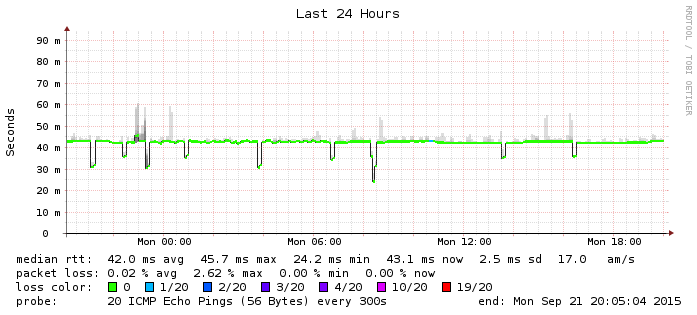 Last 24 Hours
RRDTOOL / TOBI OETIKER
Seconds
90 m
80 m
70 m
60 m
50 m
40 m
30 m
20 m
10 m
0
Mon 00:00 Mon 06:00 Mon 12:00 Mon 18:00
median rtt: 42.0 ms avg 45.7 ms max 24.2 ms min 43.1 ms now 2.5 ms sd 17.0 am/s
packet loss: 0.02 % avg 2.62 % max 0.00 % min 0.00 % now
loss color: 0 1/20 2/20 3/20 4/20 10/20 19/20
probe: 20 ICMP Echo Pings (56 Bytes) every 300s end: Mon Sep 21 20:05:04 2015